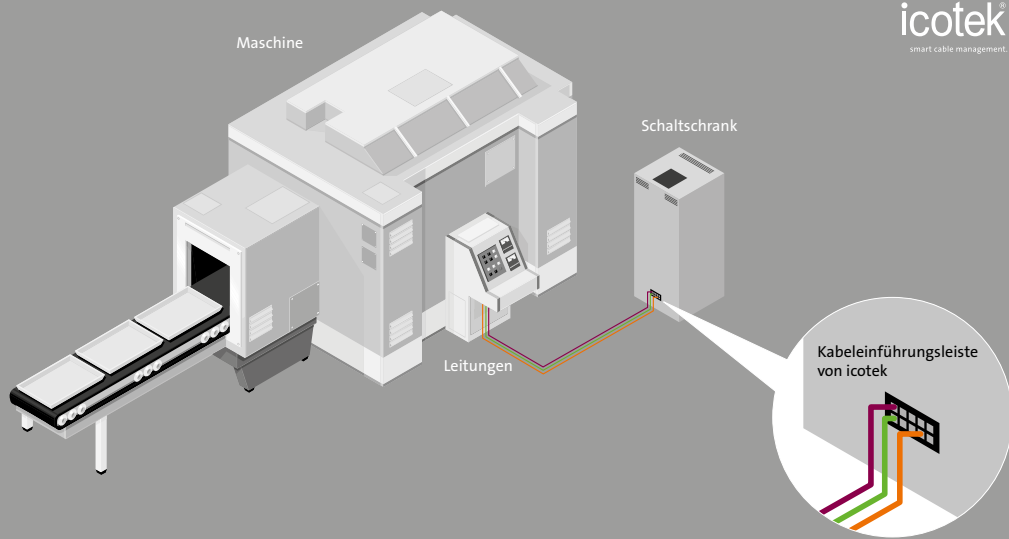 icotek®
smart cable management.
Maschine
Schaltschrank
Leitungen
Kabeleinführungsleiste
von icotek